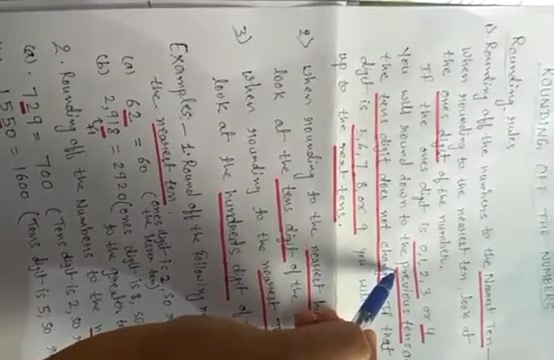 ROUNDING OFF THE NUMBERS
Rounding rules
1) Rounding off the numbers to the Nearest Ten
When rounding to the nearest ten, look at
the ones digit of the number.
If the ones digit is 0,1,2,3 or 4
You will round down to the previous tens
the tens digit does not
digit is 5,6,7,8 or 9 you will
up to the next tens.
2) When rounding to the nearest
look at the tens digit of the
3) When rounding to the nearest
look at the hundreds digit of
Examples:- 1. Round off the following
the nearest ten:
(a) 62 = 60 (ones digit is 2, so
(b) 2,918 = 2920 (ones digit is 8, so
to the greater
2. Rounding off the Numbers to the
(a). 729 = 700 (Tens digit is 2, so
1550 = 1600 (Tens digit is 5, so